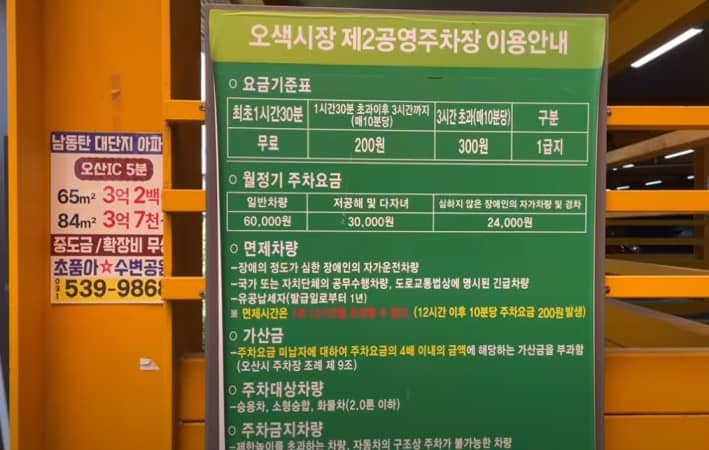 오색시장 제2공영주차장 이용안내
○ 요금기준표
최초1시간30분 1시간30분 초과이후 3시간까지 (매10분당) 3시간 초과(매10분당) 구분
무료 200원 300원 1급지
○ 월정기 주차요금
일반차량 저공해 및 다자녀 심하지 않은 장애인의 자가차량 및 경차
60,000원 30,000원 24,000원
○ 면제차량
-장애의 정도가 심한 장애인의 자가운전차량
-국가 또는 자치단체의 공무수행차량, 도로교통법상에 명시된 긴급차량
-유공납세자(발급일로부터 1년)
※ 면제시간은 (12시간 이후 10분당 주차요금 200원 발생)
○ 가산금
-주차요금 미납자에 대하여 주차요금의 4배 이내의 금액에 해당하는 가산금을 부과함
(오산시 주차장 조례 제 9조)
○ 주차대상차량
-승용차, 소형승합, 화물차(2.0톤 이하)
○ 주차금지차량
-제한높이를 초과하는 차량, 자동차의 구조상 주차가 불가능한 차량
남동탄 대단지 아파
오산IC 5분
65m² 3억 2백
84m² 3억 7천
중도금/확장비 무
초품아☆수변공원
031 539-9868